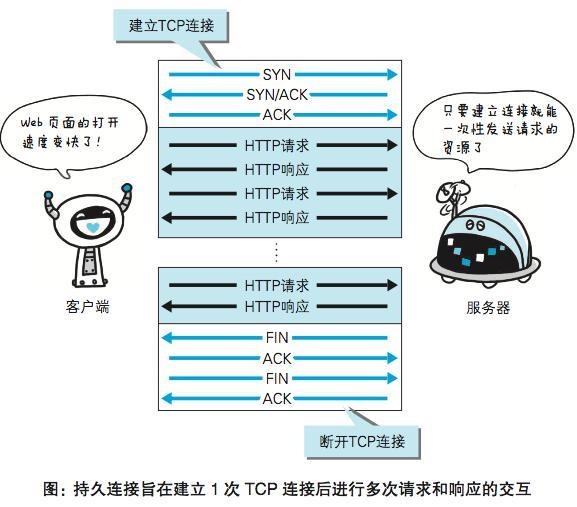 建立TCP连接
SYN
SYN/ACK
ACK
Web 页面的打开
速度变快了！
只要建立连接就能
一次性发送请求的
资源了
HTTP请求
HTTP响应
HTTP请求
HTTP响应
HTTP请求
HTTP响应
客户端
服务器
FIN
ACK
FIN
ACK
断开TCP连接
图：持久连接旨在建立 1 次 TCP 连接后进行多次请求和响应的交互